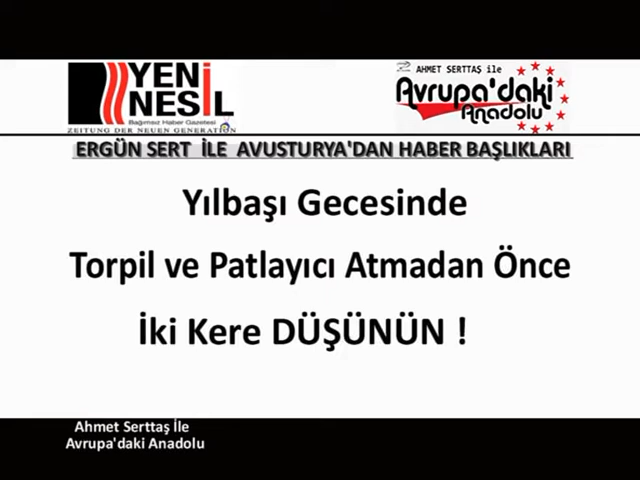 YENİ
NESİL
Bağımsız Haber Gazetesi
ZEITUNG DER NEUEN GENERATION
AHMET SERTTAŞ ile
Avrupa'daki
Anadolu
ERGÜN SERT İLE AVUSTURYA'DAN HABER BAŞLIKLARI
Yılbaşı Gecesinde
Torpil ve Patlayıcı Atmadan Önce
İki Kere DÜŞÜNÜN !
Ahmet Serttaş İle
Avrupa'daki Anadolu